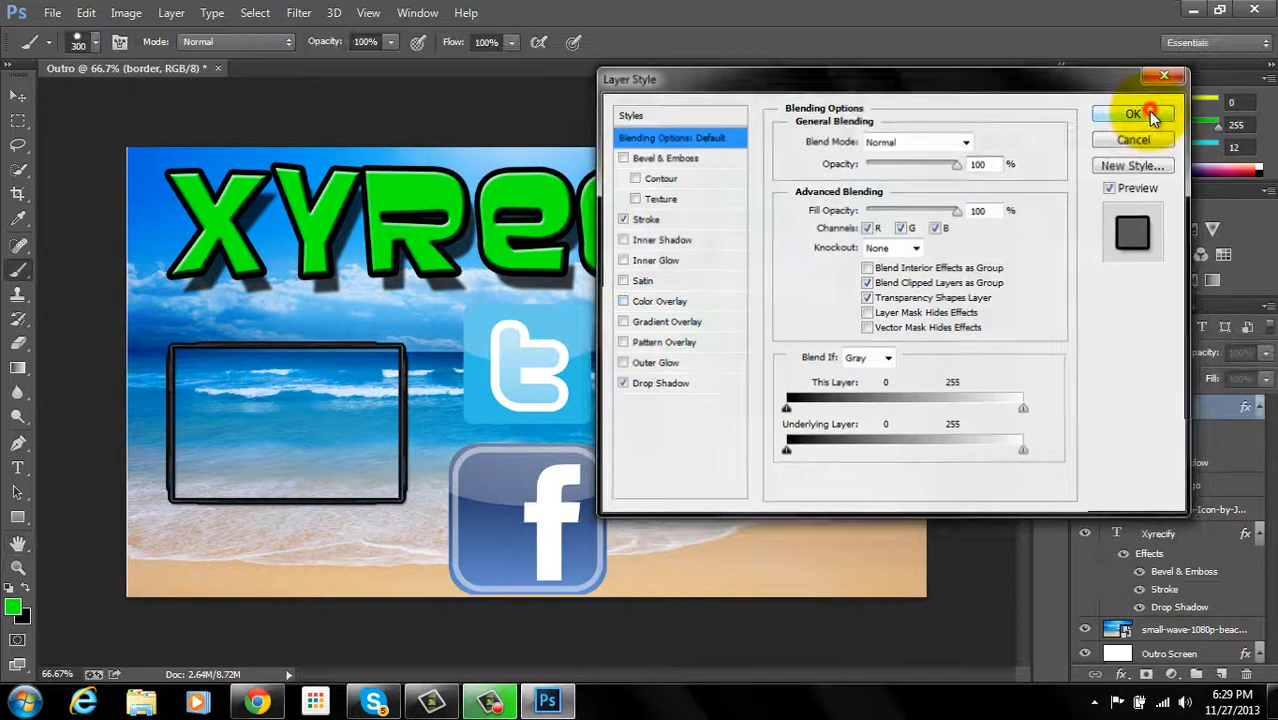 Ps File Edit Image Layer Type Select Filter 3D View Window Help
300 Mode: Normal Opacity: 100% Flow: 100% Essentials
Outro @ 66.7% (border, RGB/8) * ×
Layer Style
Styles
Blending Options: Default
Bevel & Emboss
Contour
Texture
Stroke
Inner Shadow
Inner Glow
Satin
Color Overlay
Gradient Overlay
Pattern Overlay
Outer Glow
Drop Shadow
Blending Options
General Blending
Blend Mode: Normal
Opacity: 100 %
Advanced Blending
Fill Opacity: 100 %
Channels: R G B
Knockout: None
Blend Interior Effects as Group
Blend Clipped Layers as Group
Transparency Shapes Layer
Layer Mask Hides Effects
Vector Mask Hides Effects
Blend If: Gray
This Layer: 0 255
Underlying Layer: 0 255
OK
Cancel
New Style...
Preview
0
255
12
XYRec
t
f
Fill:
fx
T Xyrecify fx
Effects
Bevel & Emboss
Stroke
Drop Shadow
small-wave-1080p-beac...
Outro Screen
66.67% Doc: 2.64M/8.72M
5
Ps
6:29 PM
11/27/2013